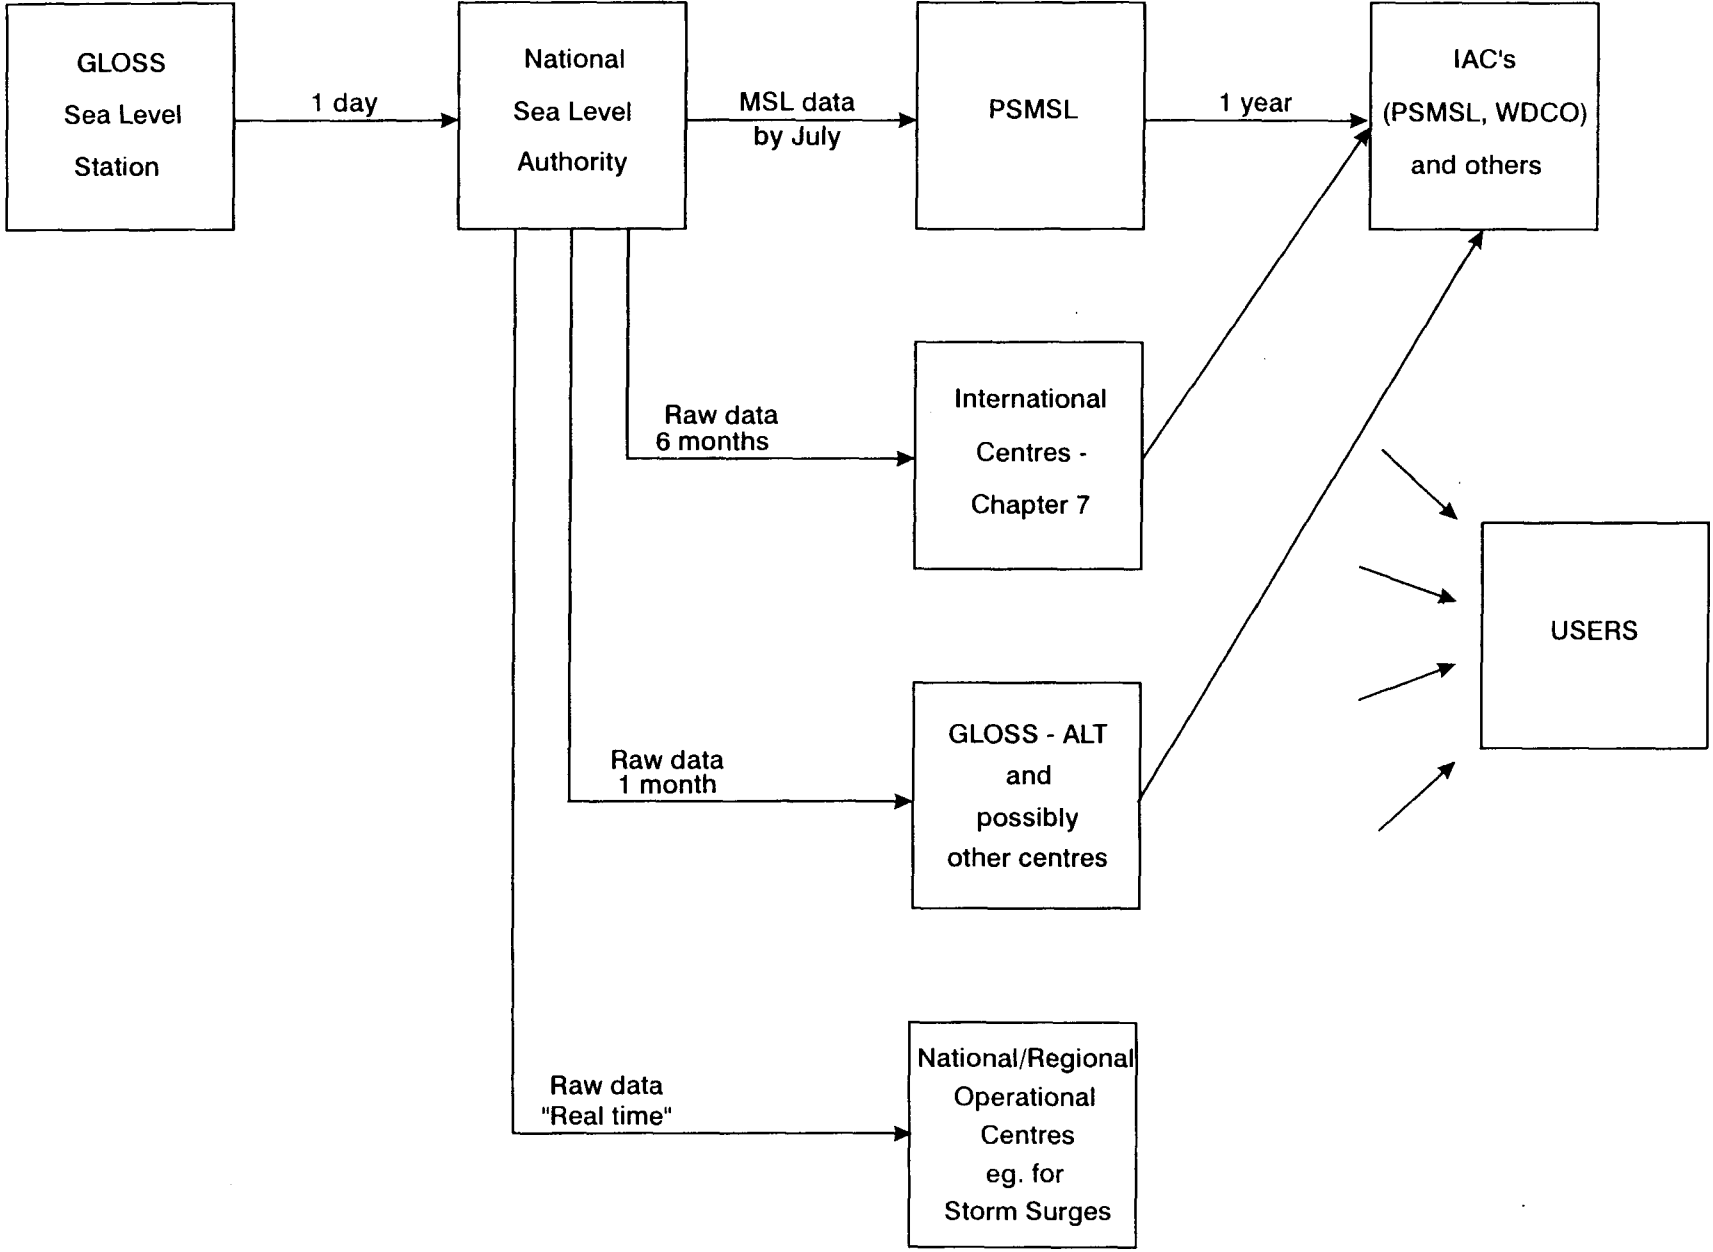 GLOSS
Sea Level
Station
1 day
National
Sea Level
Authority
MSL data
by July
PSMSL
1 year
IAC's
(PSMSL, WDCO)
and others
Raw data
6 months
International
Centres -
Chapter 7
USERS
Raw data
1 month
GLOSS - ALT
and
possibly
other centres
Raw data
"Real time"
National/Regional
Operational
Centres
eg. for
Storm Surges